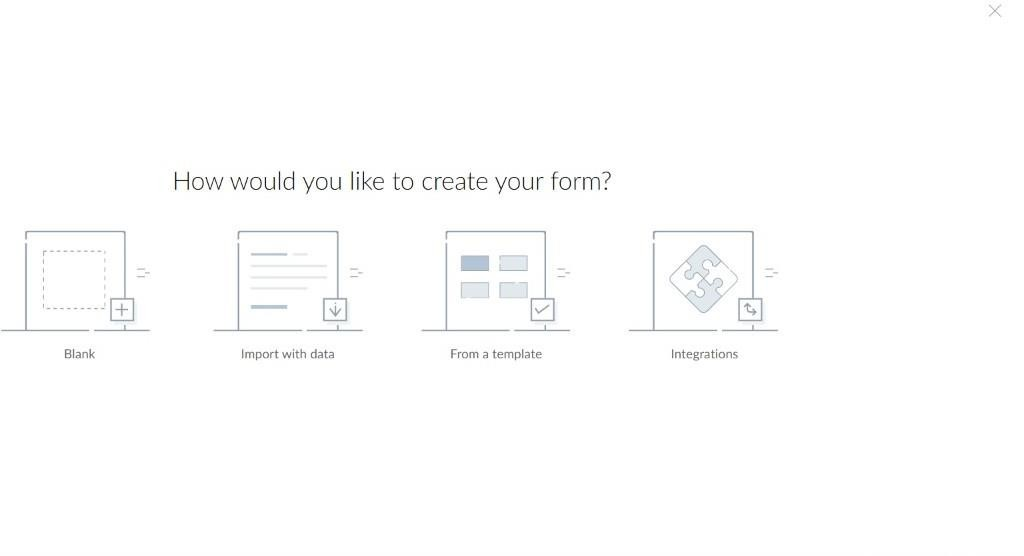 How would you like to create your form?
Blank
Import with data
From a template
Integrations